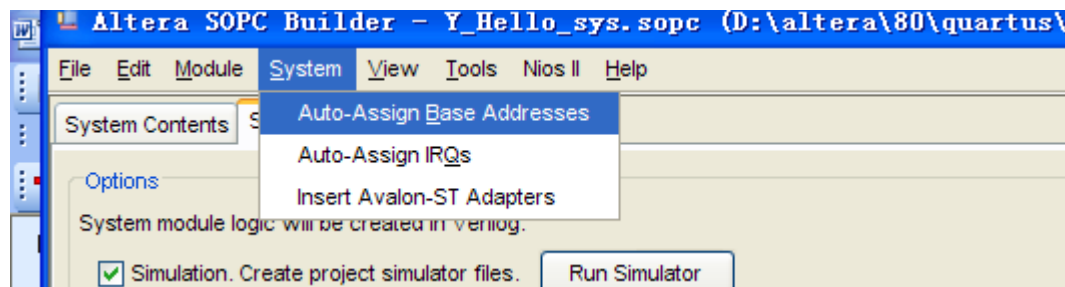 Altera SOPC Builder - Y_Hello_sys.sopc (D:\altera\80\quartus\
File Edit Module System View Tools Nios II Help
Auto-Assign Base Addresses
System Contents S
Auto-Assign IRQs
Options
Insert Avalon-ST Adapters
System module logic will be created in Verilog.
Simulation. Create project simulator files. Run Simulator